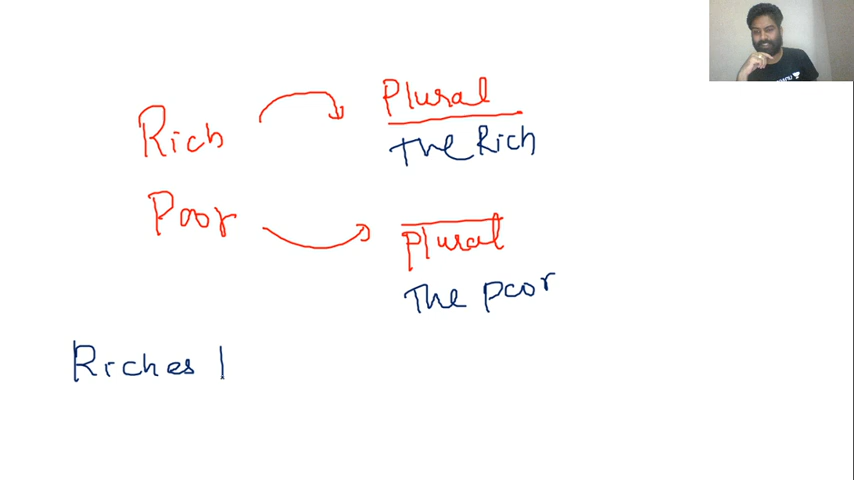 Plural
Rich
The Rich
Poor
Plural
The poor
Riches